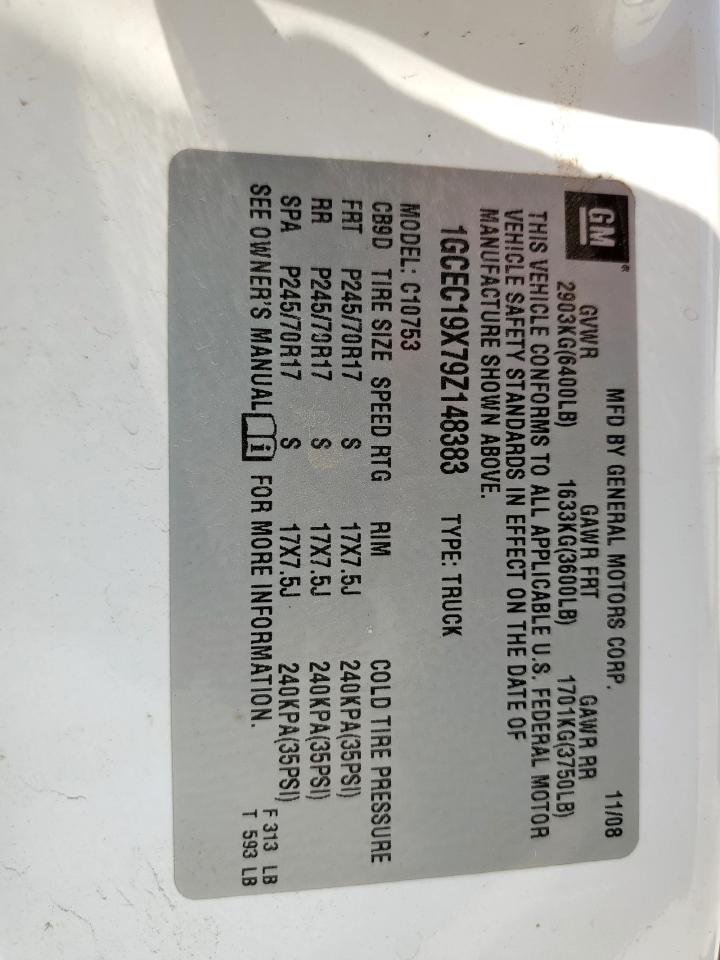 GM®
MFD BY GENERAL MOTORS CORP. 11/08
GVWR GAWR FRT GAWR RR
2903KG(6400LB) 1633KG(3600LB) 1701KG(3750LB)
THIS VEHICLE CONFORMS TO ALL APPLICABLE U.S. FEDERAL MOTOR
VEHICLE SAFETY STANDARDS IN EFFECT ON THE DATE OF
MANUFACTURE SHOWN ABOVE.
1GCEC19X79Z148383 TYPE: TRUCK
MODEL: C10753
CB9D TIRE SIZE SPEED RTG RIM COLD TIRE PRESSURE
FRT P245/70R17 S 17X7.5J 240KPA(35PSI)
RR P245/70R17 S 17X7.5J 240KPA(35PSI)
SPA P245/70R17 S 17X7.5J 240KPA(35PSI)
SEE OWNER'S MANUAL i FOR MORE INFORMATION.
F 313 LB
T 593 LB